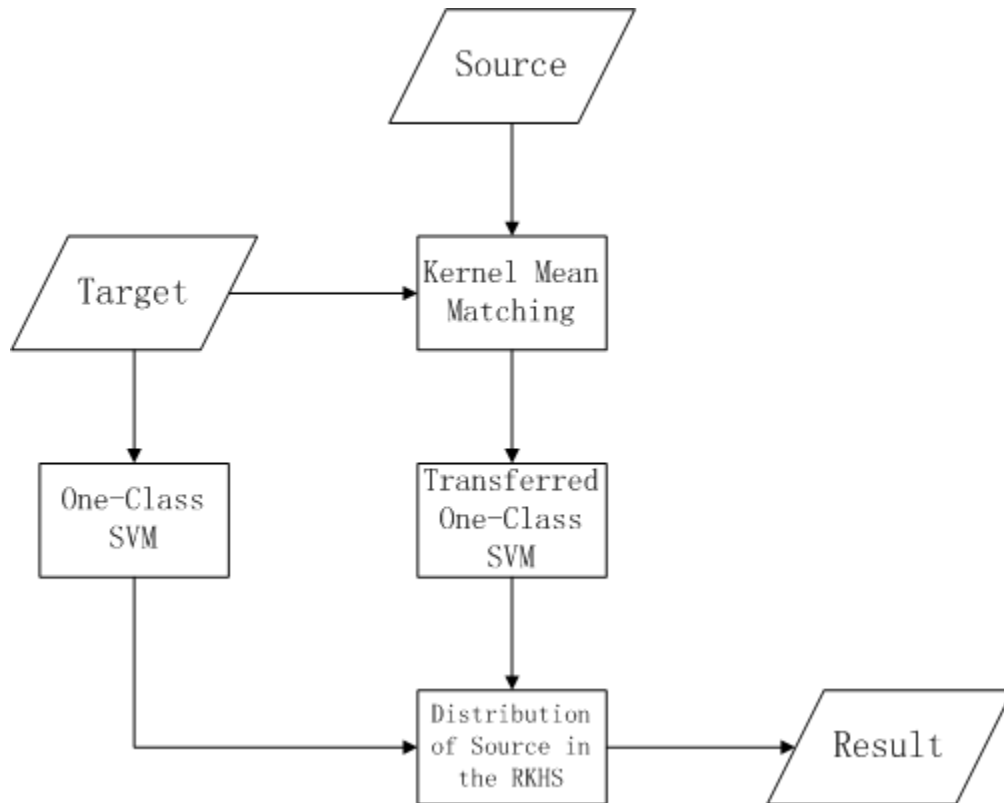 Source
Target
Kernel Mean
Matching
One-Class
SVM
Transferred
One-Class
SVM
Distribution
of Source in
the RKHS
Result